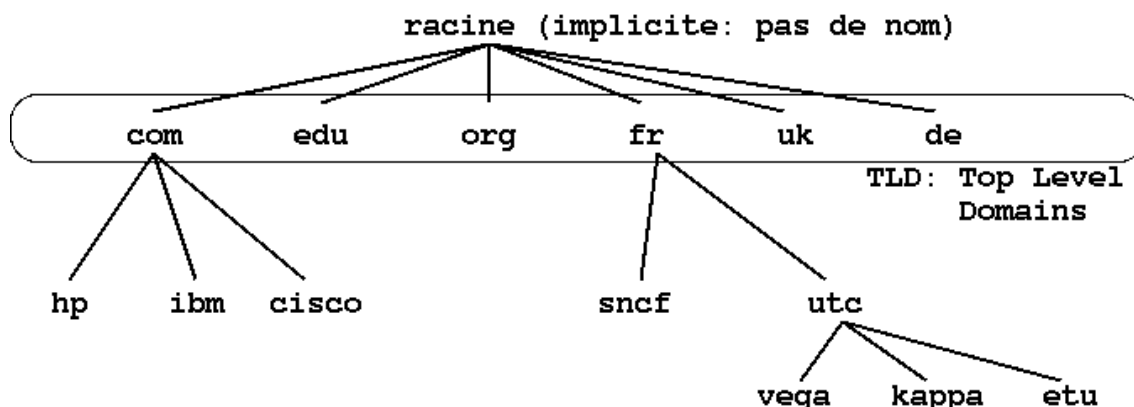 racine (implicite: pas de nom)
com edu org fr uk de
TLD: Top Level
Domains
hp ibm cisco sncf utc
vega kappa etu